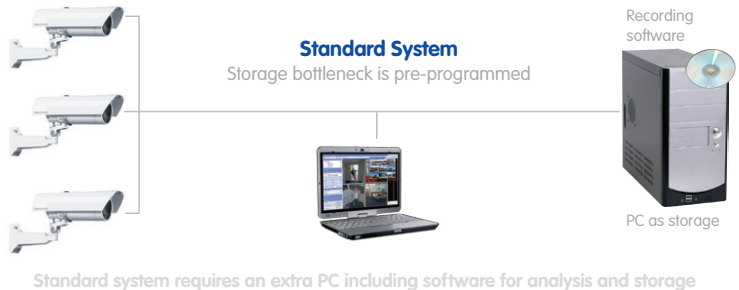 Recording
software
Standard System
Storage bottleneck is pre-programmed
PC as storage
Standard system requires an extra PC including software for analysis and storage